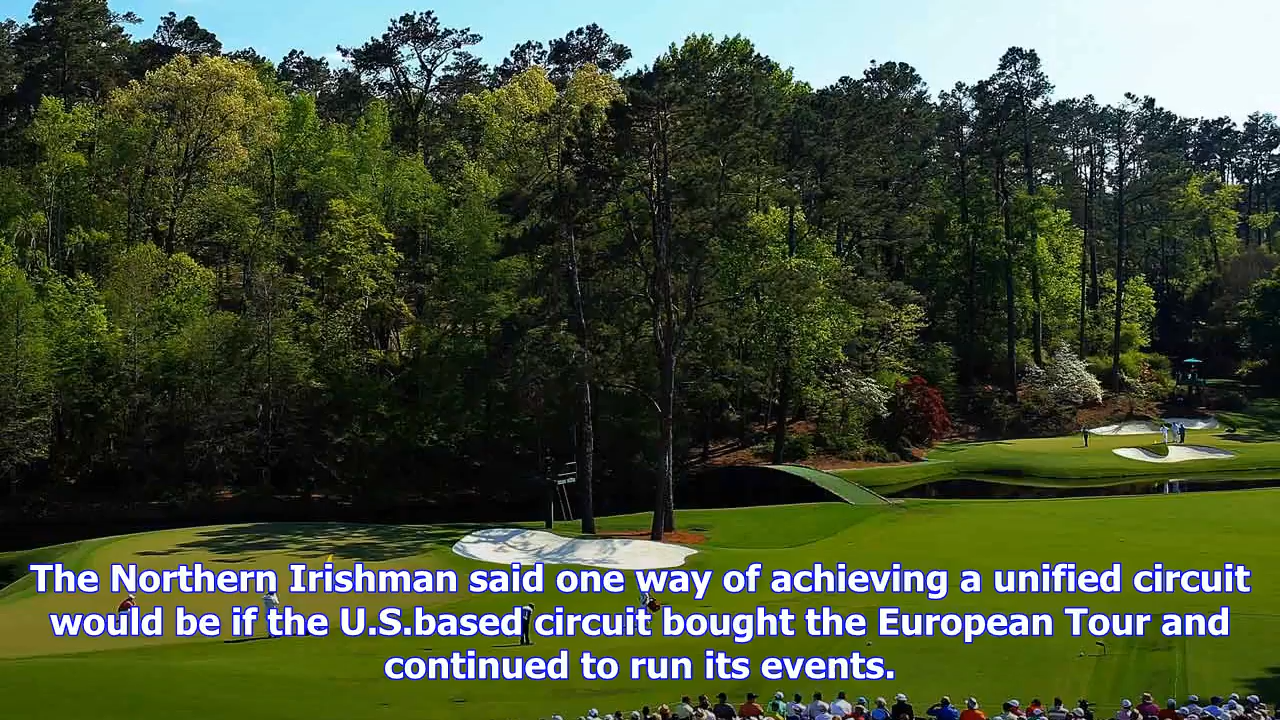 The Northern Irishman said one way of achieving a unified circuit
would be if the U.S.based circuit bought the European Tour and
continued to run its events.